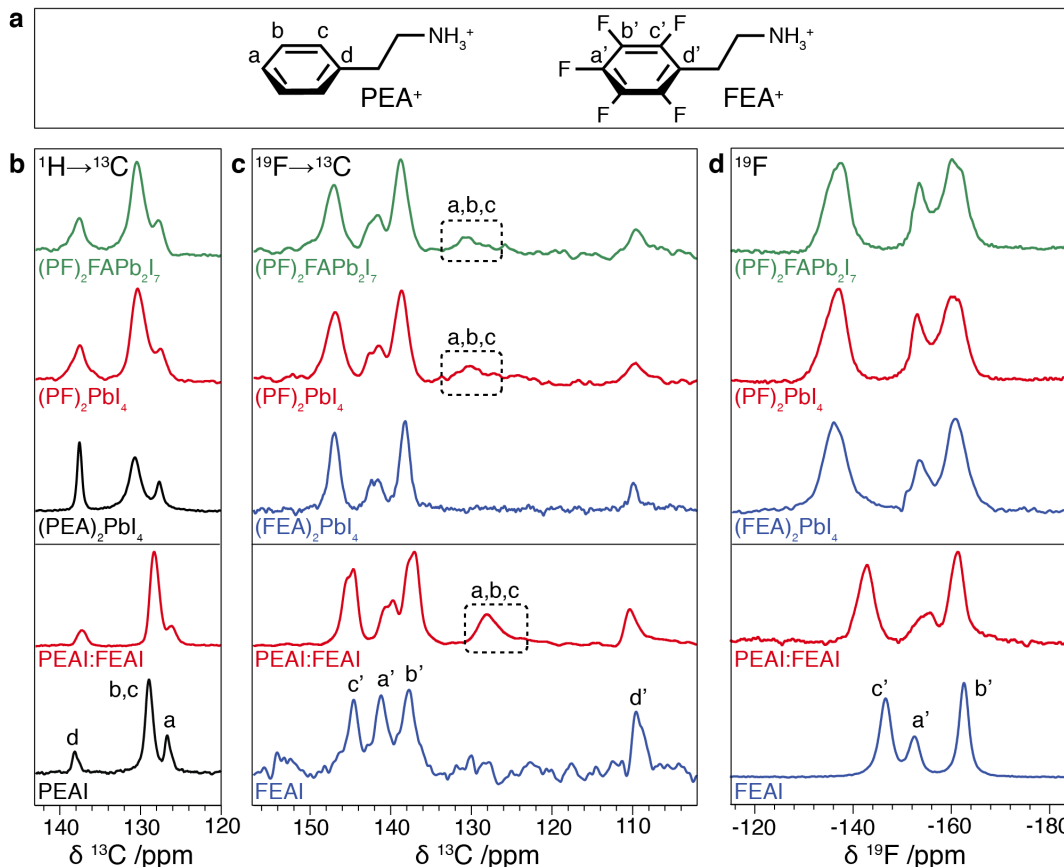 a
b
c
a
d
NH₃⁺
PEA⁺
F
b'
F
c'
F
a'
d'
F
F
NH₃⁺
FEA⁺
b
¹H→¹³C
(PF)₂FAPb₂I₇
(PF)₂PbI₄
(PEA)₂PbI₄
PEAI:FEAI
b,c
a
d
PEAI
140 130 120
δ ¹³C /ppm
c
¹⁹F→¹³C
a,b,c
(PF)₂FAPb₂I₇
a,b,c
(PF)₂PbI₄
(FEA)₂PbI₄
a,b,c
PEAI:FEAI
c'
a'
b'
d'
FEAI
150 140 130 120 110
δ ¹³C /ppm
d
¹⁹F
(PF)₂FAPb₂I₇
(PF)₂PbI₄
(FEA)₂PbI₄
PEAI:FEAI
c'
a'
b'
FEAI
-120 -140 -160 -180
δ ¹⁹F /ppm